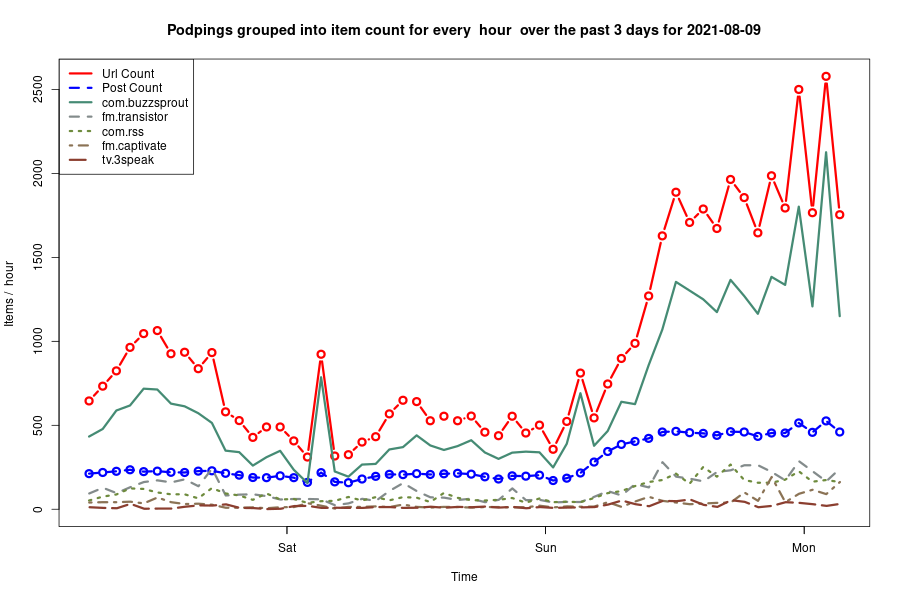 Podpings grouped into item count for every  hour  over the past 3 days for 2021-08-09
Url Count
Post Count
com.buzzsprout
fm.transistor
com.rss
fm.captivate
tv.3speak
Items /  hour
2500
2000
1500
1000
500
0
Sat
Sun
Mon
Time